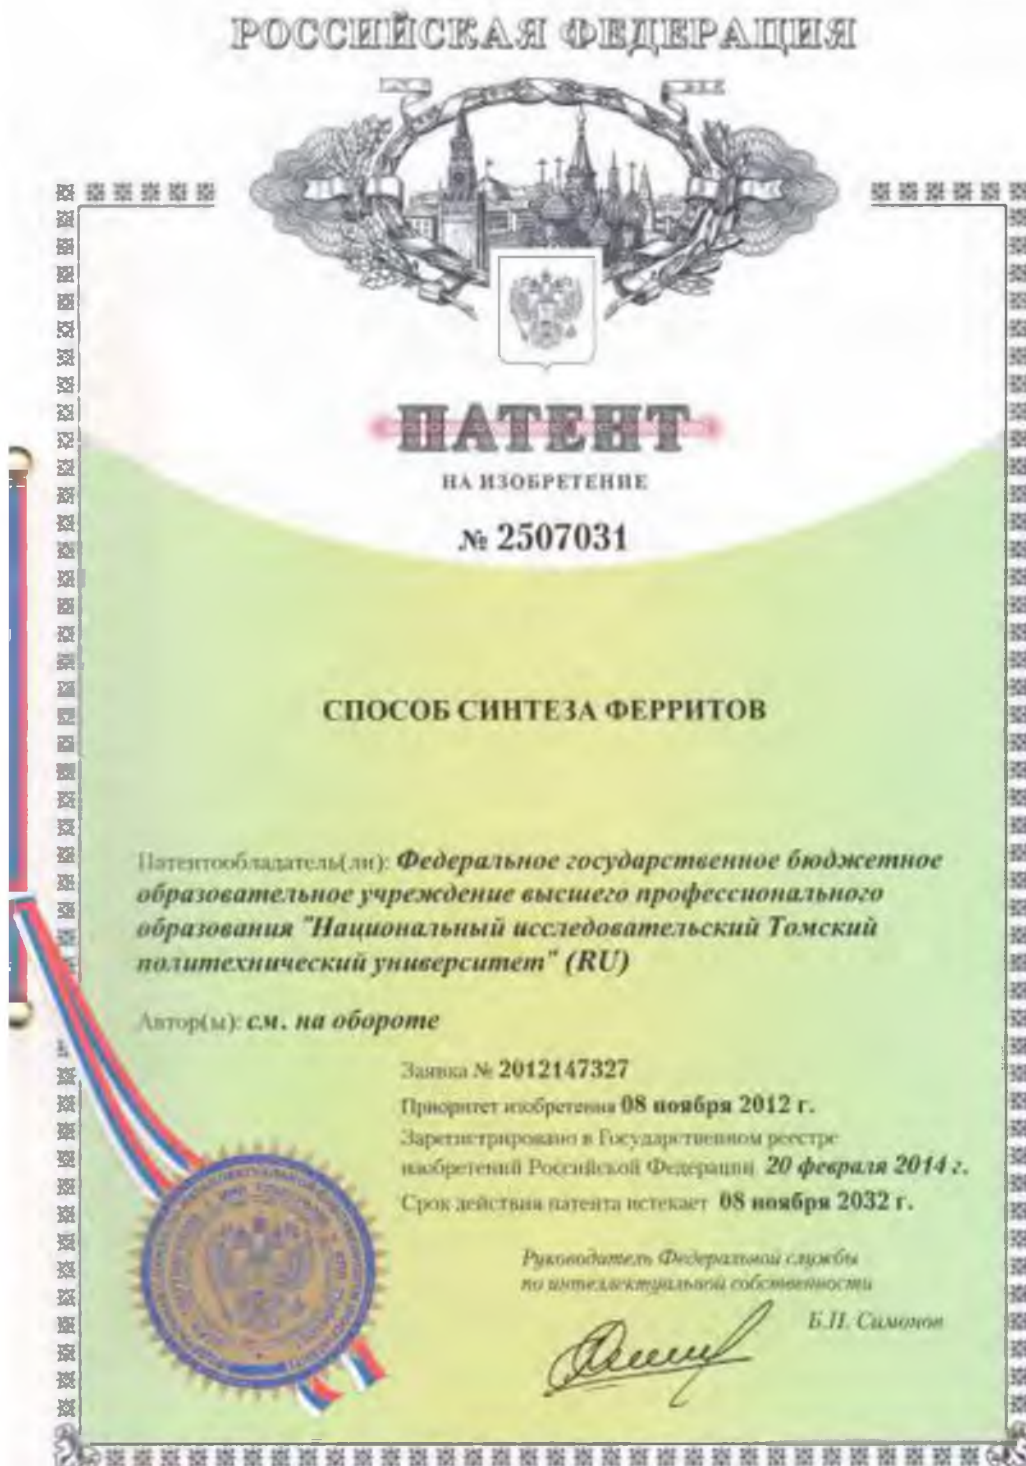 РОССИЙСКАЯ ФЕДЕРАЦИЯ
ПАТЕНТ
НА ИЗОБРЕТЕНИЕ
№ 2507031
СПОСОБ СИНТЕЗА ФЕРРИТОВ
Патентообладатель(ли): Федеральное государственное бюджетное
образовательное учреждение высшего профессионального
образования "Национальный исследовательский Томский
политехнический университет" (RU)
Автор(ы): см. на обороте
Заявка № 2012147327
Приоритет изобретения 08 ноября 2012 г.
Зарегистрировано в Государственном реестре
изобретений Российской Федерации 20 февраля 2014 г.
Срок действия патента истекает 08 ноября 2032 г.
Руководитель Федеральной службы
по интеллектуальной собственности
Б.П. Симонов